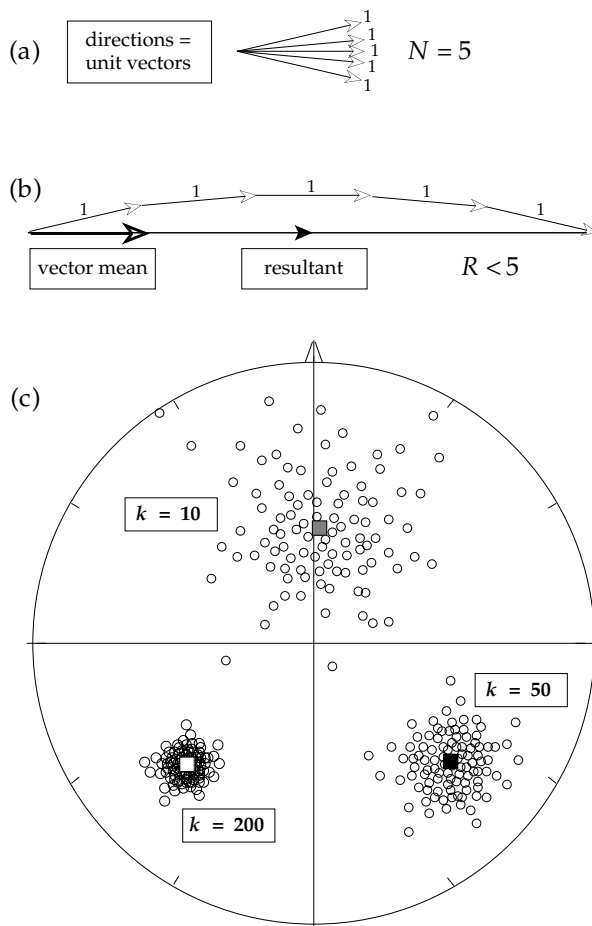 (a)
directions =
unit vectors
1
1
1
1
1
N = 5
(b)
1
1
1
1
1
vector mean
resultant
R < 5
(c)
k = 10
k = 50
k = 200